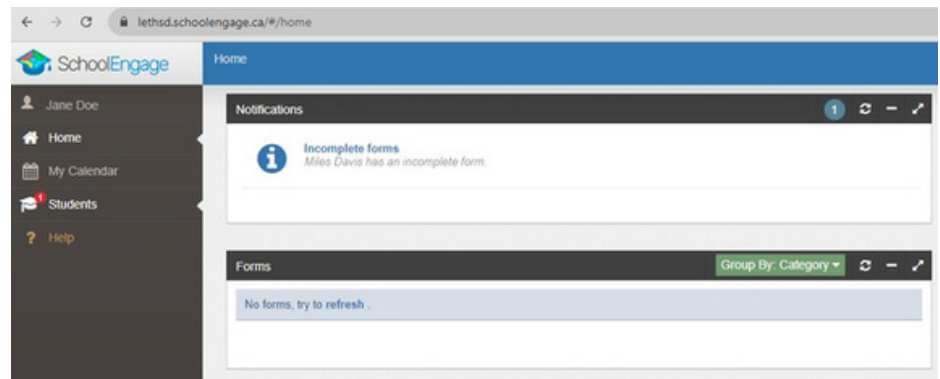 lethsd.schoolengage.ca/#/home
SchoolEngage
Home
Jane Doe
Home
My Calendar
1
Students
? Help
Notifications
1
Incomplete forms
Miles Davis has an incomplete form.
Forms
Group By: Category
No forms, try to refresh .